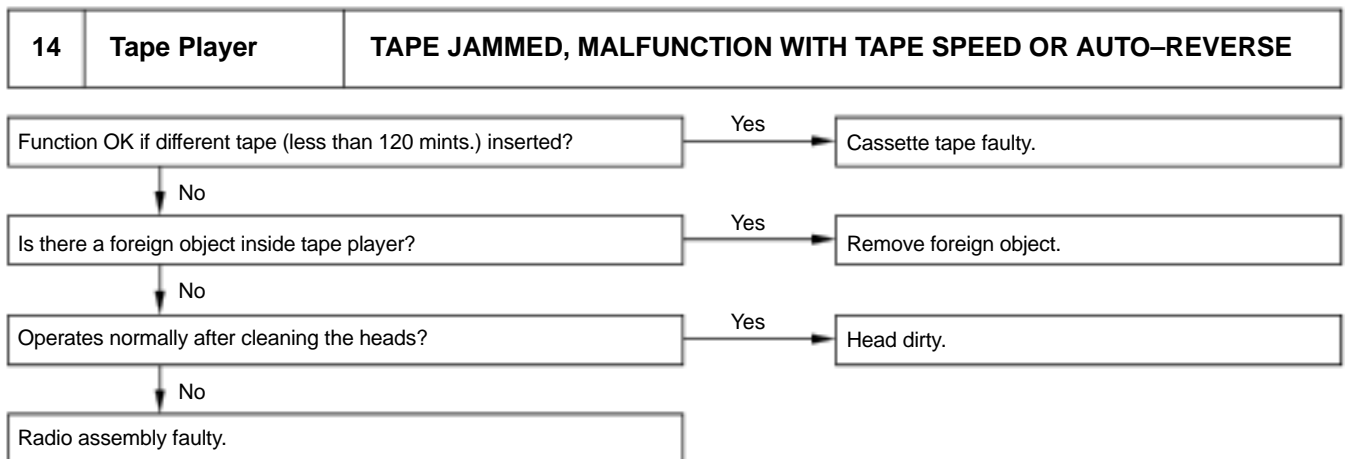 14 Tape Player TAPE JAMMED, MALFUNCTION WITH TAPE SPEED OR AUTO–REVERSE
Function OK if different tape (less than 120 mints.) inserted?
Yes
Cassette tape faulty.
No
Is there a foreign object inside tape player?
Yes
Remove foreign object.
No
Operates normally after cleaning the heads?
Yes
Head dirty.
No
Radio assembly faulty.